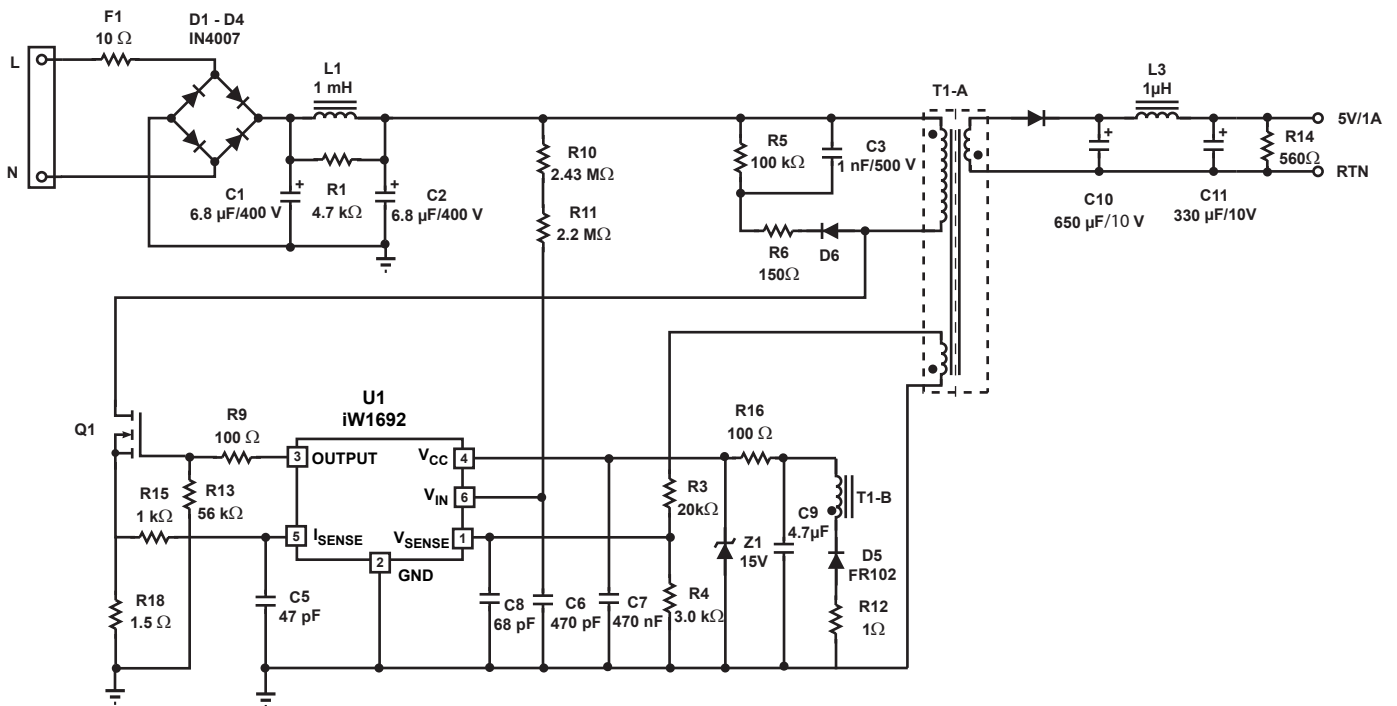 F1
10 Ω
D1 - D4
IN4007
L
N
L1
1 mH
R1
4.7 kΩ
C1
6.8 µF/400 V
C2
6.8 µF/400 V
R10
2.43 MΩ
R11
2.2 MΩ
R5
100 kΩ
C3
1 nF/500 V
R6
150Ω
D6
T1-A
L3
1µH
5V/1A
R14
560Ω
RTN
C10
650 µF/10 V
C11
330 µF/10V
U1
iW1692
Q1
R9
100 Ω
3
OUTPUT
VCC
4
VIN
6
VSENSE
1
5
ISENSE
2
GND
R15
1 kΩ
R13
56 kΩ
R18
1.5 Ω
C5
47 pF
C8
68 pF
C6
470 pF
C7
470 nF
R3
20kΩ
R4
3.0 kΩ
R16
100 Ω
Z1
15V
C9
4.7µF
T1-B
D5
FR102
R12
1Ω